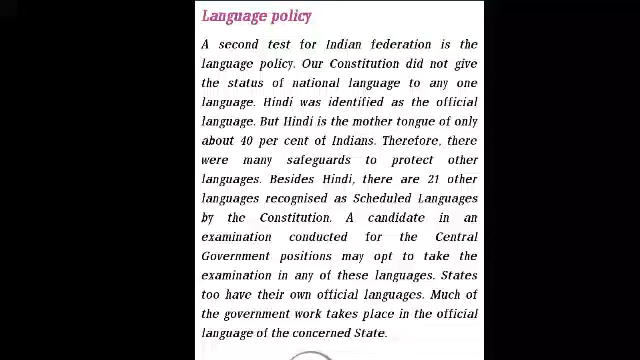 Language policy
A second test for Indian federation is the
language policy. Our Constitution did not give
the status of national language to any one
language. Hindi was identified as the official
language. But Hindi is the mother tongue of only
about 40 per cent of Indians. Therefore, there
were many safeguards to protect other
languages. Besides Hindi, there are 21 other
languages recognised as Scheduled Languages
by the Constitution. A candidate in an
examination conducted for the Central
Government positions may opt to take the
examination in any of these languages. States
too have their own official languages. Much of
the government work takes place in the official
language of the concerned State.